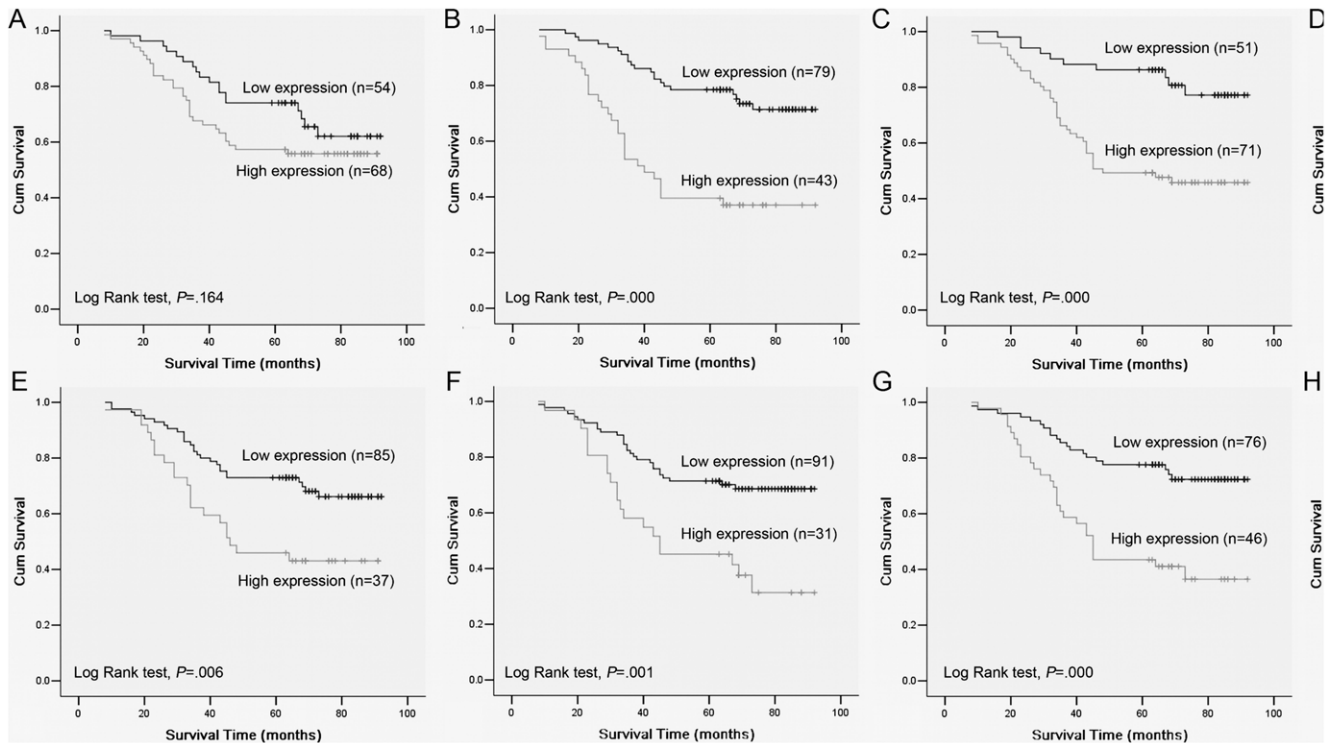 A
Cum Survival
1.0
0.8
0.6
0.4
0.2
0.0
Low expression (n=54)
High expression (n=68)
Log Rank test, P=.164
0 20 40 60 80 100
Survival Time (months)
B
Cum Survival
1.0
0.8
0.6
0.4
0.2
0.0
Low expression (n=79)
High expression (n=43)
Log Rank test, P=.000
0 20 40 60 80 100
Survival Time (months)
C
Cum Survival
1.0
0.8
0.6
0.4
0.2
0.0
Low expression (n=51)
High expression (n=71)
Log Rank test, P=.000
0 20 40 60 80 100
Survival Time (months)
D
Cum Survival
E
Cum Survival
1.0
0.8
0.6
0.4
0.2
0.0
Low expression (n=85)
High expression (n=37)
Log Rank test, P=.006
0 20 40 60 80 100
Survival Time (months)
F
Cum Survival
1.0
0.8
0.6
0.4
0.2
0.0
Low expression (n=91)
High expression (n=31)
Log Rank test, P=.001
0 20 40 60 80 100
Survival Time (months)
G
Cum Survival
1.0
0.8
0.6
0.4
0.2
0.0
Low expression (n=76)
High expression (n=46)
Log Rank test, P=.000
0 20 40 60 80 100
Survival Time (months)
H
Cum Survival